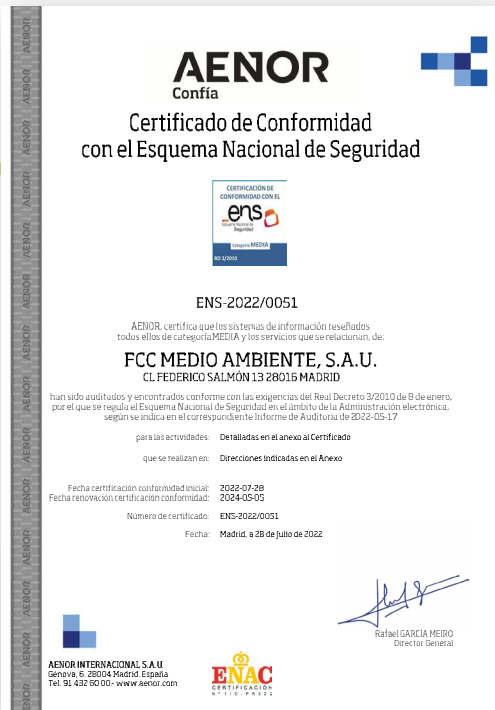 AENOR
Confía
Certificado de Conformidad
con el Esquema Nacional de Seguridad
CERTIFICACIÓN DE
CONFORMIDAD CON EL
ens
Esquema Nacional de
Seguridad
Categoría MEDIA
RD 3/2010
ENS-2022/0051
AENOR, certifica que los sistemas de información reseñados
todos ellos de categoría MEDIA y los servicios que se relacionan, de:
FCC MEDIO AMBIENTE, S.A.U.
CL FEDERICO SALMÓN 13 28016 MADRID
han sido auditados y encontrados conforme con las exigencias del Real Decreto 3/2010 de 8 de enero,
por el que se regula el Esquema Nacional de Seguridad en el ámbito de la Administración electrónica,
según se indica en el correspondiente Informe de Auditoría de 2022-05-17
para las actividades: Detalladas en el anexo al Certificado
que se realizan en: Direcciones indicadas en el Anexo
Fecha certificación conformidad inicial: 2022-07-28
Fecha renovación certificación conformidad: 2024-05-05
Número de certificado: ENS-2022/0051
Fecha: Madrid, a 28 de julio de 2022
Rafael GARCÍA MEIRO
Director General
AENOR INTERNACIONAL S.A.U.
Génova, 6. 28004 Madrid. España
Tel. 91 432 60 00.- www.aenor.com
ENAC
CERTIFICACIÓN
AENOR AENOR AENOR AENOR AENOR AENOR AENOR AENOR AENOR